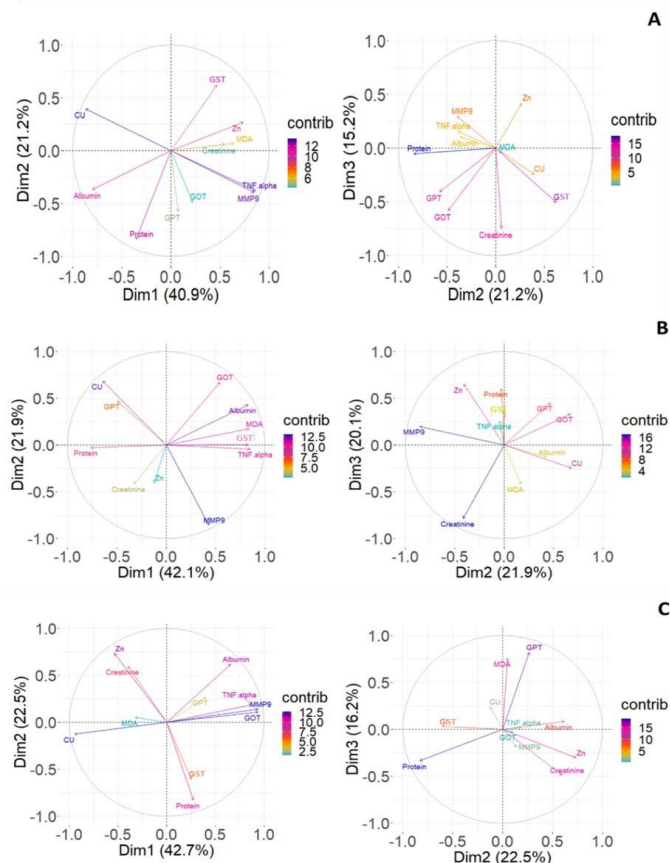 A
Dim2 (21.2%)
1.0
0.5
0.0
-0.5
-1.0
GST
CU
Zn
MDA
Creatinine
TNF.alpha
MMP9
Albumin
GOT
GPT
Protein
-1.0 -0.5 0.0 0.5 1.0
Dim1 (40.9%)
contrib
12
10
8
6
Dim3 (15.2%)
1.0
0.5
0.0
-0.5
-1.0
Zn
MMP9
TNF.alpha
Albumin
Protein
MDA
CU
GPT
GST
GOT
Creatinine
-1.0 -0.5 0.0 0.5 1.0
Dim2 (21.2%)
contrib
15
10
5
B
Dim2 (21.9%)
1.0
0.5
0.0
-0.5
-1.0
CU
GOT
GPT
Albumin
MDA
GST
Protein
TNF.alpha
Creatinine
Zn
MMP9
-1.0 -0.5 0.0 0.5 1.0
Dim1 (42.1%)
contrib
12.5
10.0
7.5
5.0
Dim3 (20.1%)
1.0
0.5
0.0
-0.5
-1.0
Zn
Protein
GST
GPT
GOT
TNF.alpha
MMP9
Albumin
CU
MDA
Creatinine
-1.0 -0.5 0.0 0.5 1.0
Dim2 (21.9%)
contrib
16
12
8
4
C
Dim2 (22.5%)
1.0
0.5
0.0
-0.5
-1.0
Zn
Creatinine
Albumin
TNF.alpha
GPT
MMP9
GOT
MDA
CU
GST
Protein
-1.0 -0.5 0.0 0.5 1.0
Dim1 (42.7%)
contrib
12.5
10.0
7.5
5.0
2.5
Dim3 (16.2%)
1.0
0.5
0.0
-0.5
-1.0
GPT
MDA
CU
GST
TNF.alpha
Albumin
GOT
MMP9
Protein
Zn
Creatinine
-1.0 -0.5 0.0 0.5 1.0
Dim2 (22.5%)
contrib
15
10
5